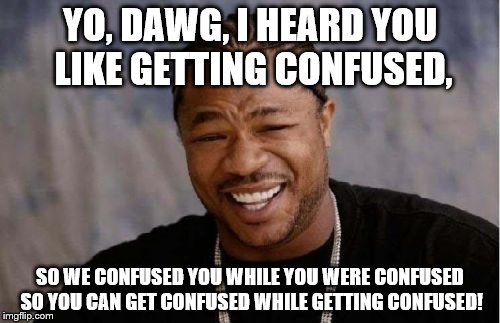 YO, DAWG, I HEARD YOU
LIKE GETTING CONFUSED,
SO WE CONFUSED YOU WHILE YOU WERE CONFUSED
SO YOU CAN GET CONFUSED WHILE GETTING CONFUSED!
imgflip.com